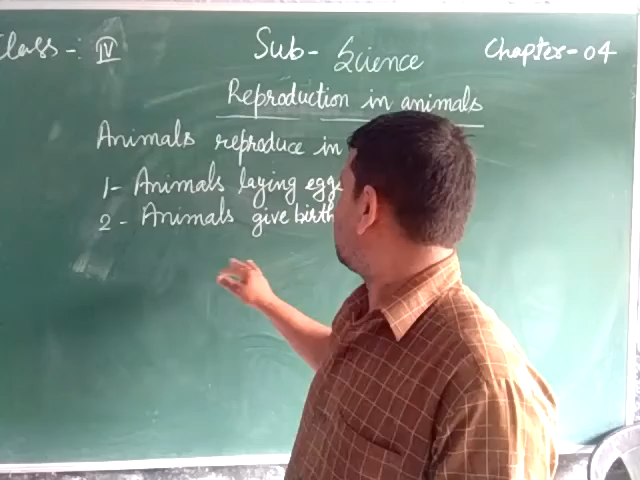 Class - IV Sub - Science Chapter - 04
Reproduction in animals
Animals reproduce in
1 - Animals laying eggs
2 - Animals give birth